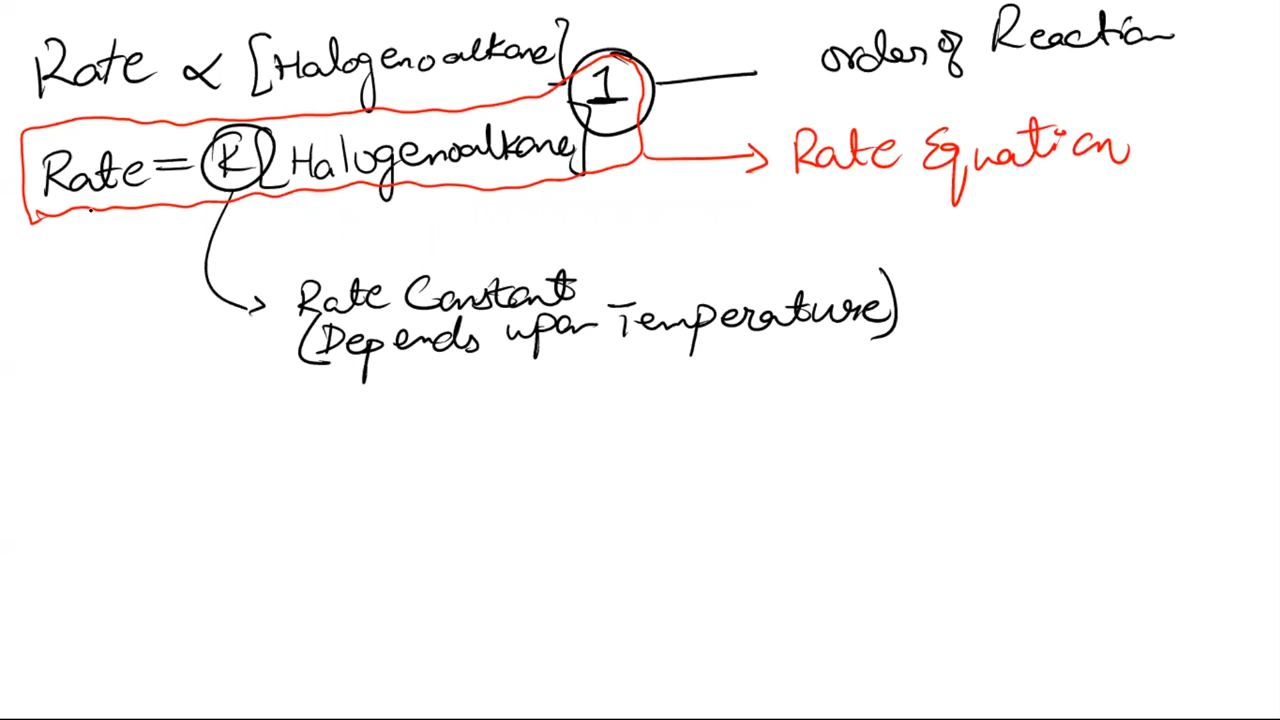 Rate ∝ [Halogenoalkane]
order of Reaction
Rate = K[Halogenoalkane]¹
Rate Equation
Rate Constant
(Depends upon Temperature)